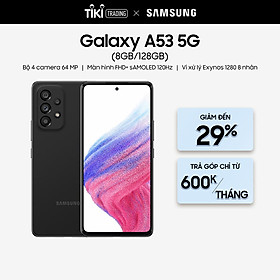 TIKI TRADING × SAMSUNG
Galaxy A53 5G
(8GB/128GB)
Bộ 4 camera 64 MP | Màn hình FHD+ sAMOLED 120Hz | Vi xử lý Exynos 1280 8 nhân
GIẢM ĐẾN
29%
TRẢ GÓP CHỈ TỪ
600K/THÁNG
SAMSUNG